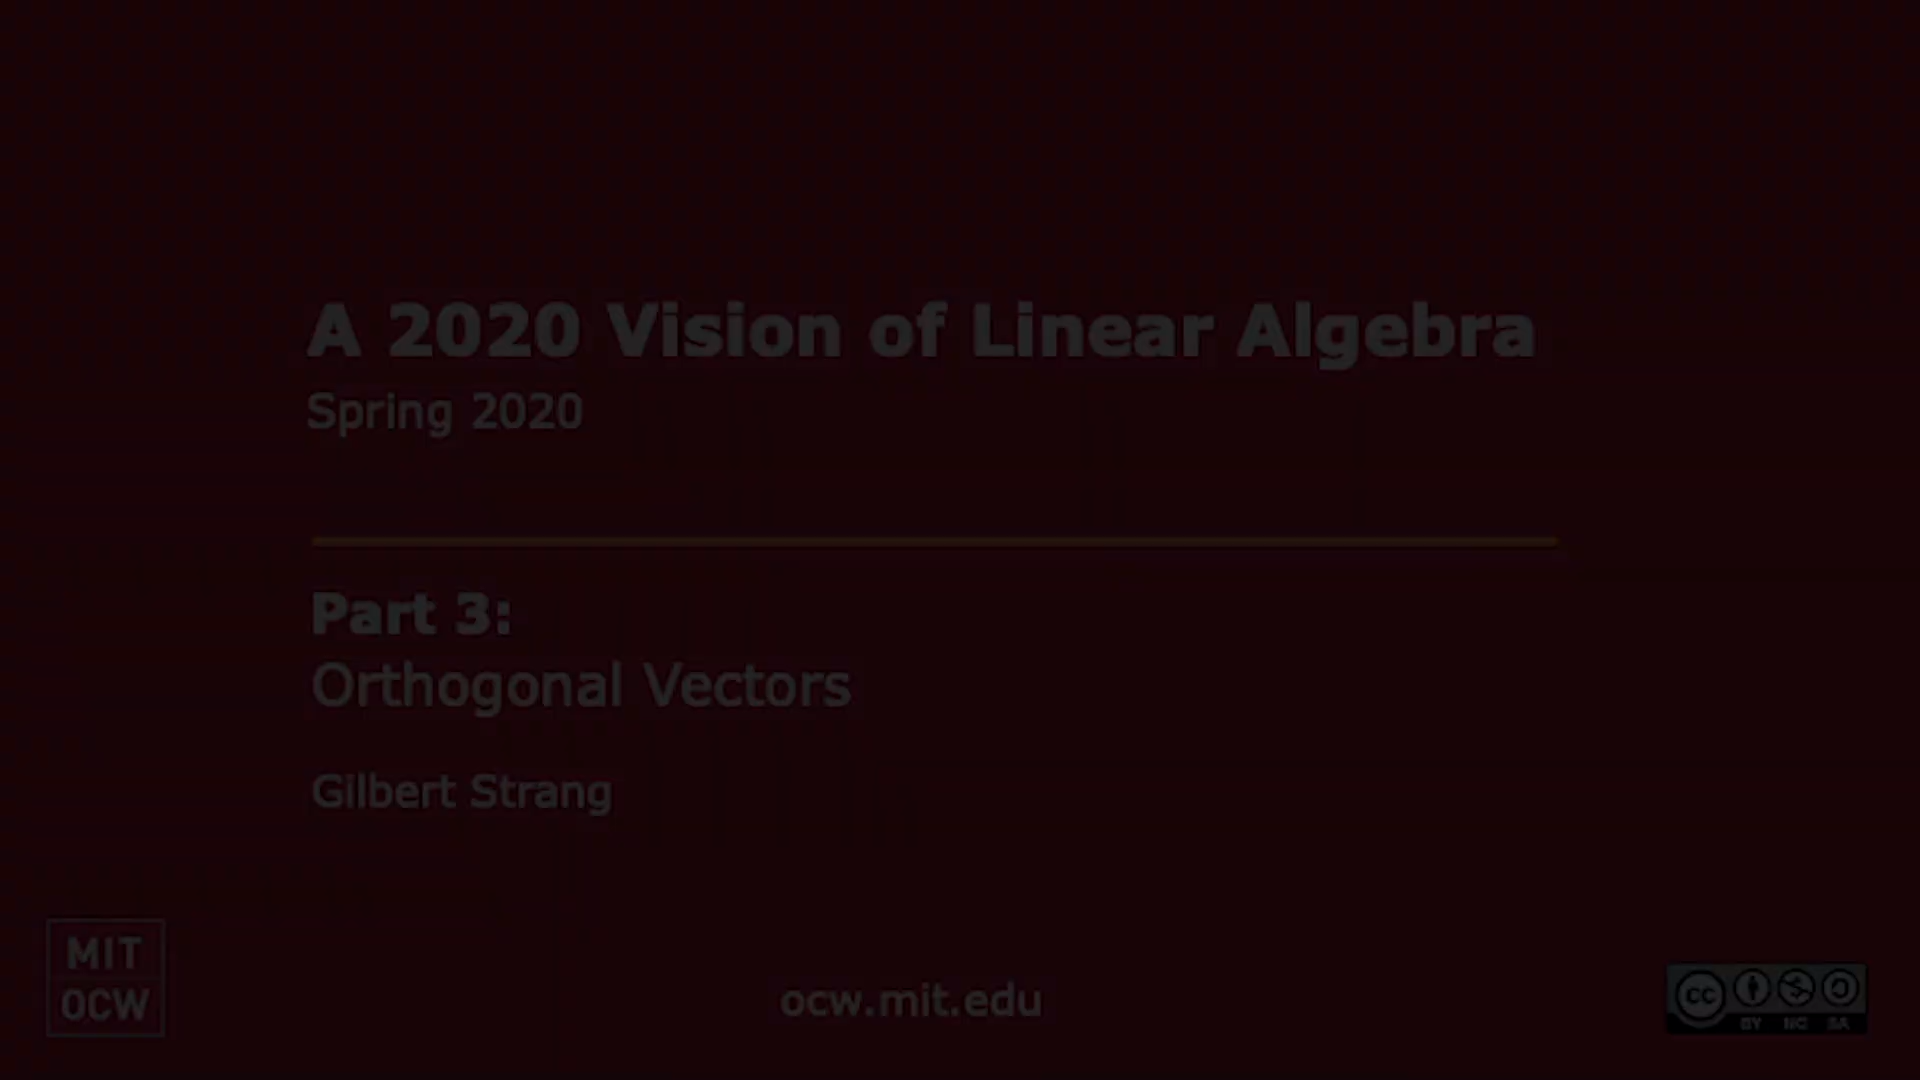 A 2020 Vision of Linear Algebra
Spring 2020
Part 3:
Orthogonal Vectors
Gilbert Strang
MIT
OCW
ocw.mit.edu
cc
BY NC SA